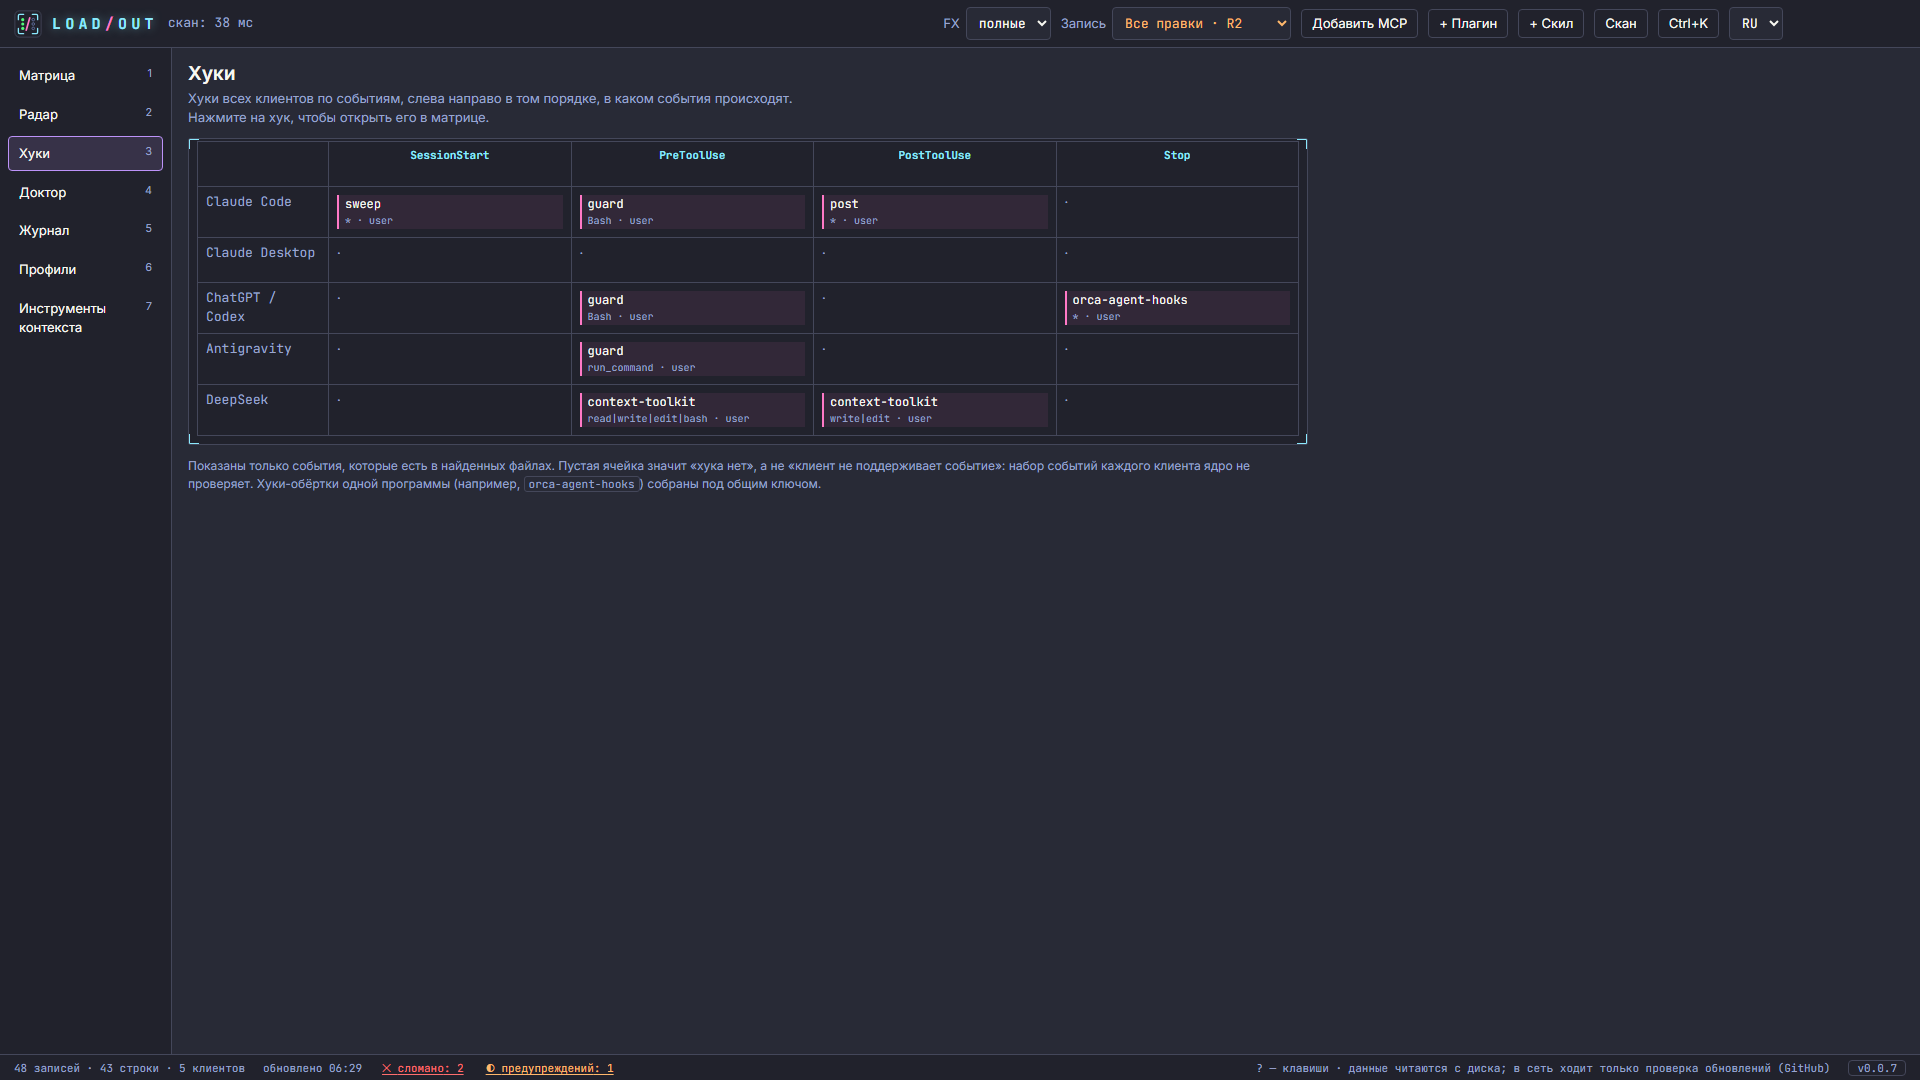 LOAD/OUT скан: 38 мс FX полные Запись Все правки · R2 Добавить MCP + Плагин + Скил Скан Ctrl+K RU
Матрица 1
Радар 2
Хуки 3
Доктор 4
Журнал 5
Профили 6
Инструменты контекста 7
Хуки
Хуки всех клиентов по событиям, слева направо в том порядке, в каком события происходят.
Нажмите на хук, чтобы открыть его в матрице.
SessionStart PreToolUse PostToolUse Stop
Claude Code
sweep
* · user
guard
Bash · user
post
* · user
·
Claude Desktop · · · ·
ChatGPT /
Codex
·
guard
Bash · user
·
orca-agent-hooks
* · user
Antigravity
·
guard
run_command · user
· ·
DeepSeek
·
context-toolkit
read|write|edit|bash · user
context-toolkit
write|edit · user
·
Показаны только события, которые есть в найденных файлах. Пустая ячейка значит «хука нет», а не «клиент не поддерживает событие»: набор событий каждого клиента ядро не
проверяет. Хуки-обёртки одной программы (например, orca-agent-hooks) собраны под общим ключом.
48 записей · 43 строки · 5 клиентов обновлено 06:29 сломано: 2 предупреждений: 1 ? — клавиши · данные читаются с диска; в сеть ходит только проверка обновлений (GitHub) v0.0.7